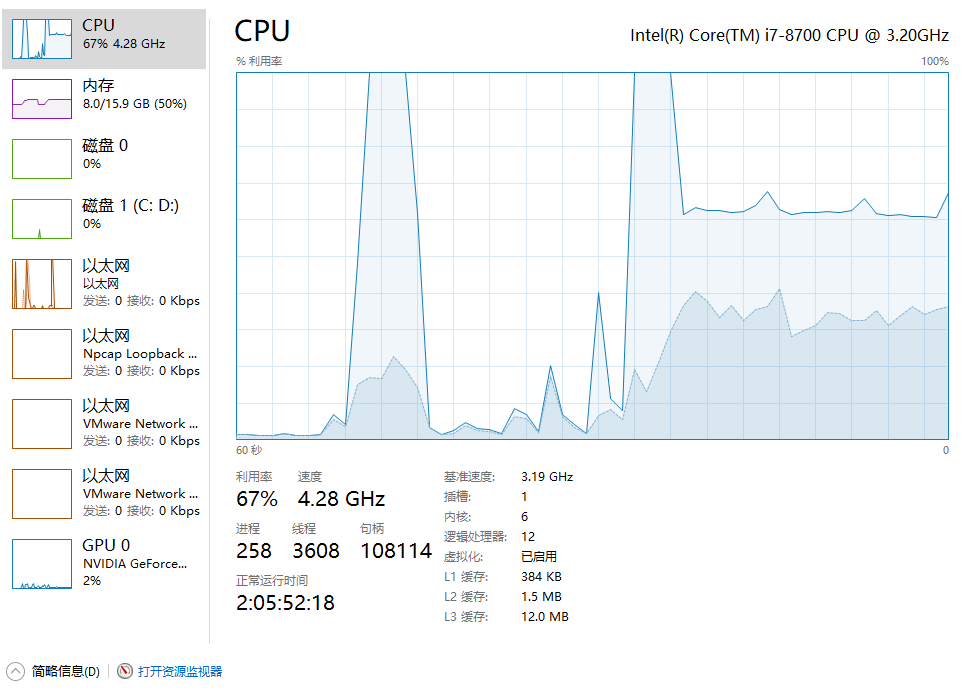 CPU
67% 4.28 GHz
内存
8.0/15.9 GB (50%)
磁盘 0
0%
磁盘 1 (C: D:)
0%
以太网
以太网
发送: 0 接收: 0 Kbps
以太网
Npcap Loopback ...
发送: 0 接收: 0 Kbps
以太网
VMware Network ...
发送: 0 接收: 0 Kbps
以太网
VMware Network ...
发送: 0 接收: 0 Kbps
GPU 0
NVIDIA GeForce...
2%
CPU
Intel(R) Core(TM) i7-8700 CPU @ 3.20GHz
% 利用率 100%
60 秒 0
利用率 速度
67% 4.28 GHz
进程 线程 句柄
258 3608 108114
正常运行时间
2:05:52:18
基准速度: 3.19 GHz
插槽: 1
内核: 6
逻辑处理器: 12
虚拟化: 已启用
L1 缓存: 384 KB
L2 缓存: 1.5 MB
L3 缓存: 12.0 MB
简略信息(D) 打开资源监视器